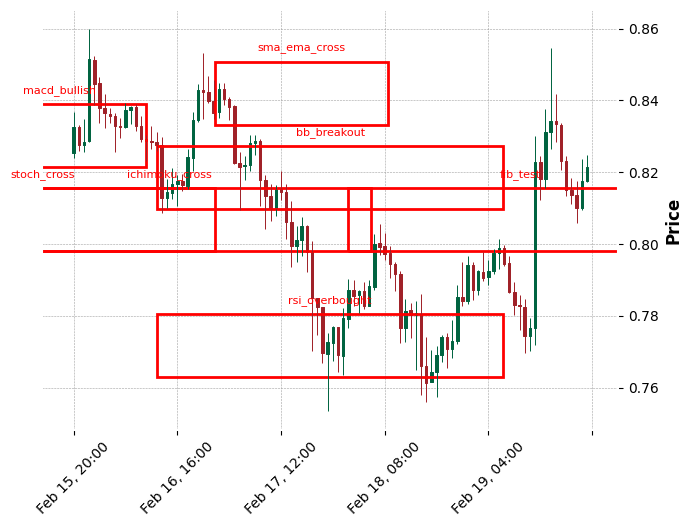 0.86
sma_ema_cross
macd_bullish
0.84
bb_breakout
stoch_cross
ichimoku_cross
fib_test
0.82
0.80
Price
rsi_overbought
0.78
0.76
Feb 15, 20:00
Feb 16, 16:00
Feb 17, 12:00
Feb 18, 08:00
Feb 19, 04:00